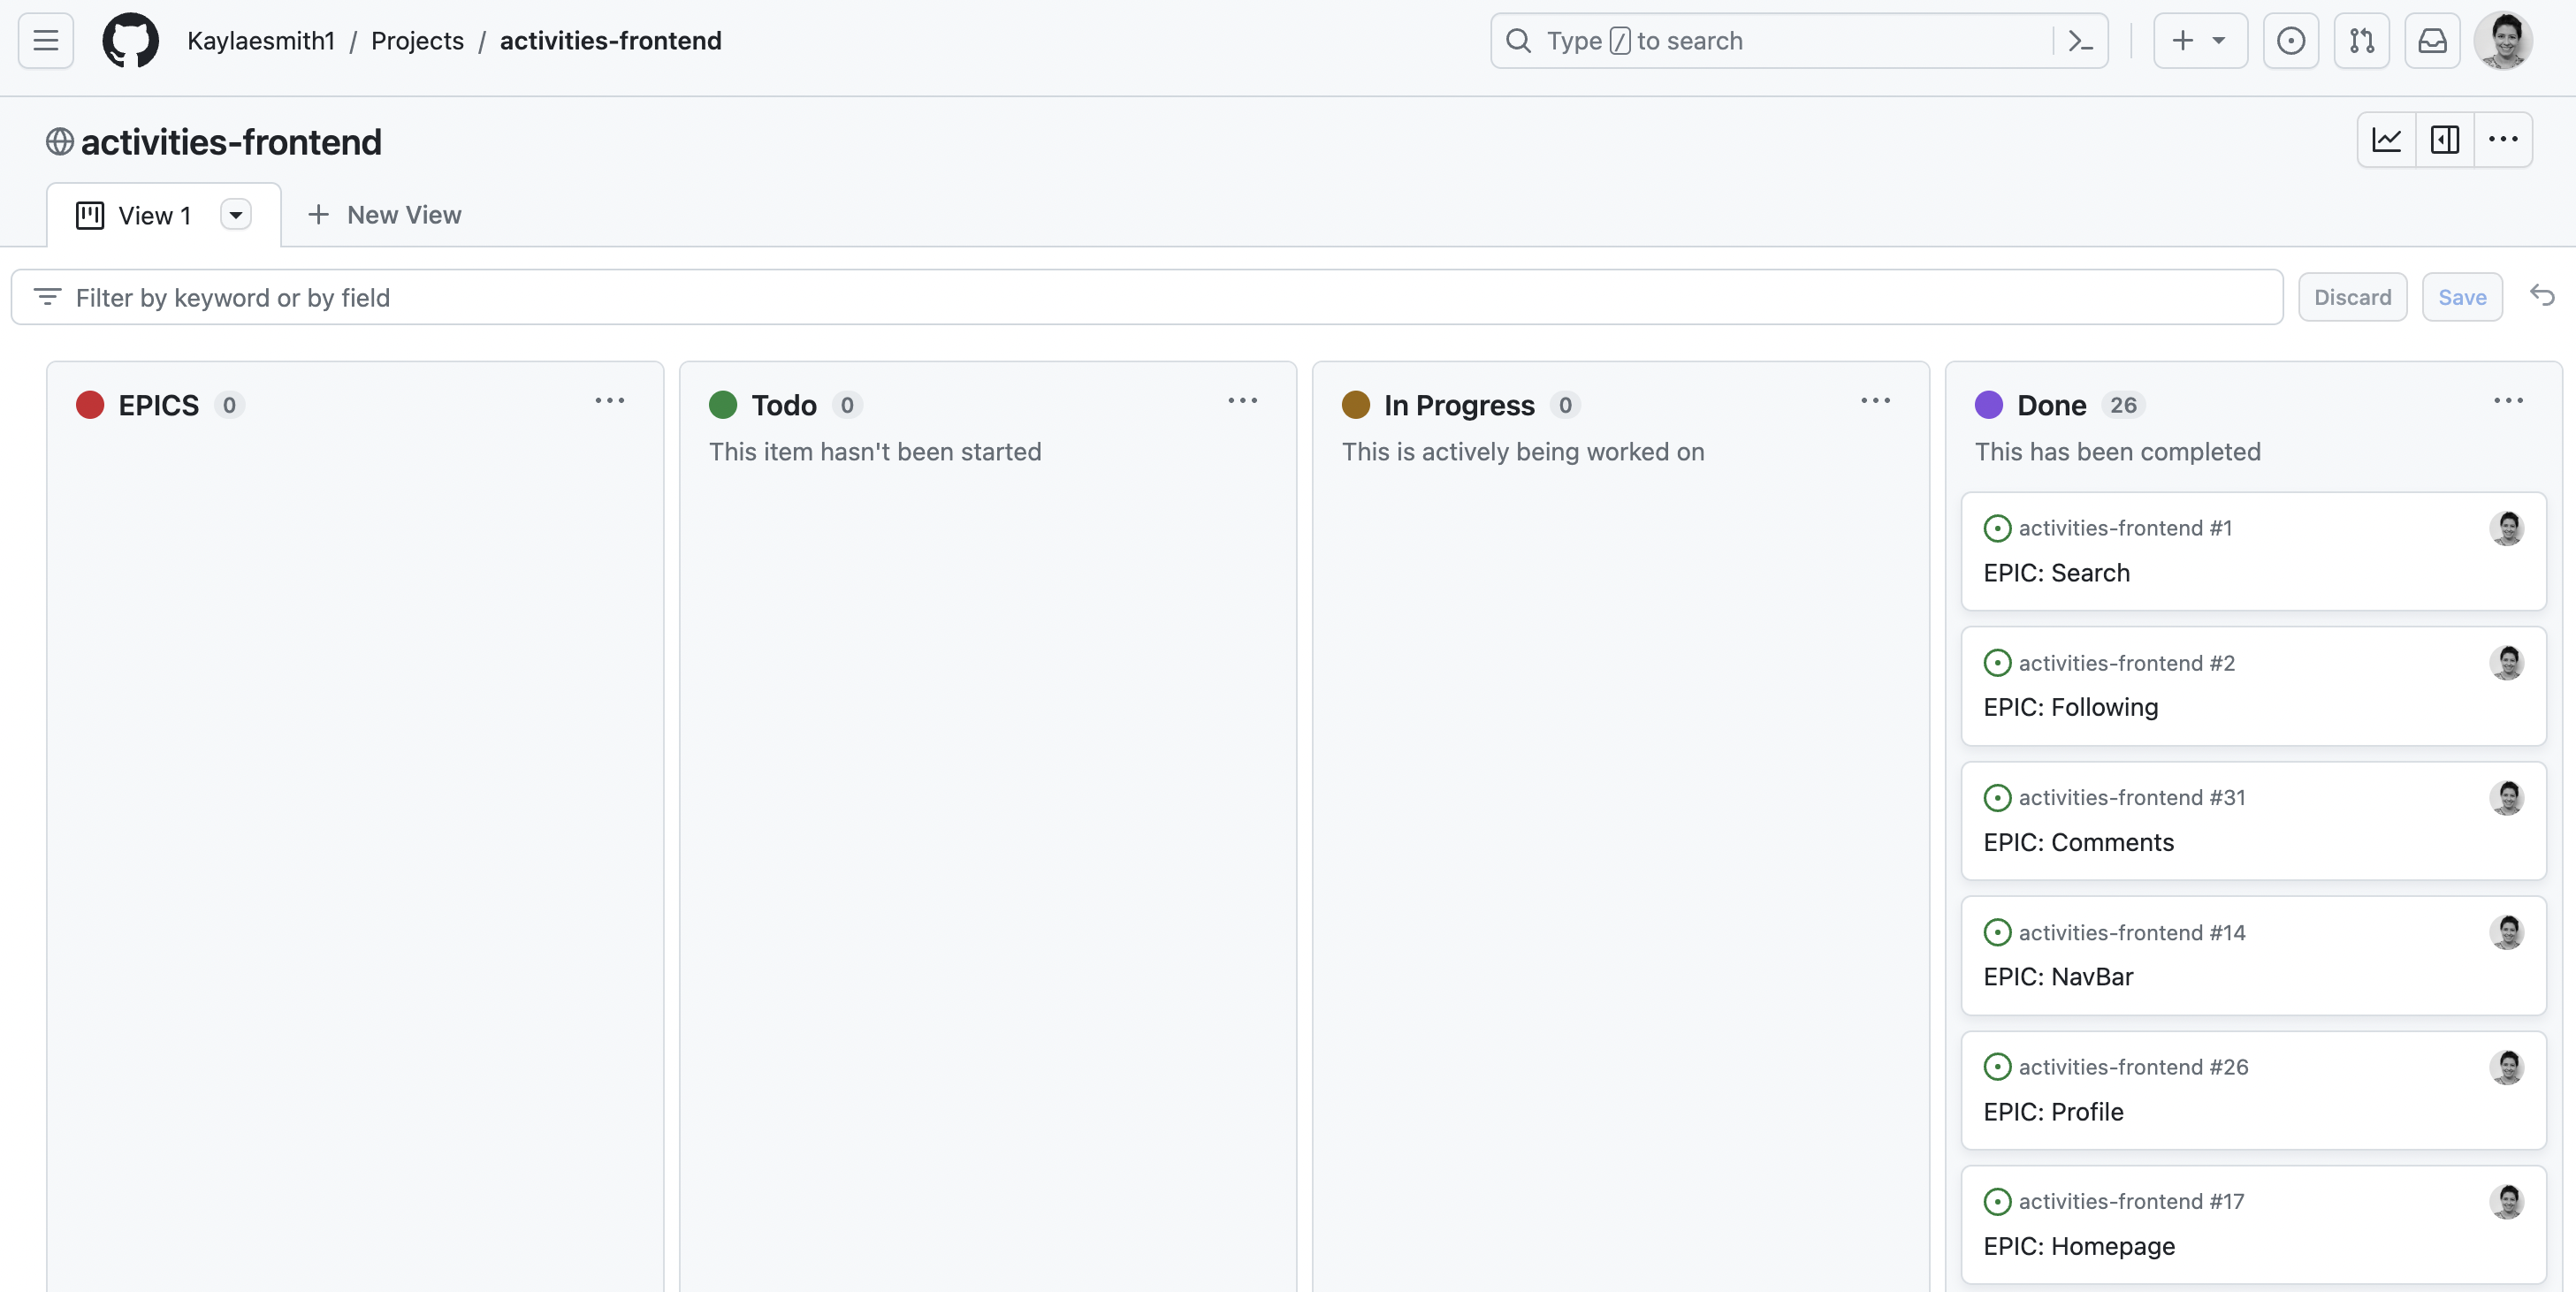 Kaylaesmith1 / Projects / activities-frontend
Type / to search
activities-frontend
View 1
New View
Filter by keyword or by field
Discard
Save
EPICS 0
Todo 0
This item hasn't been started
In Progress 0
This is actively being worked on
Done 26
This has been completed
activities-frontend #1
EPIC: Search
activities-frontend #2
EPIC: Following
activities-frontend #31
EPIC: Comments
activities-frontend #14
EPIC: NavBar
activities-frontend #26
EPIC: Profile
activities-frontend #17
EPIC: Homepage